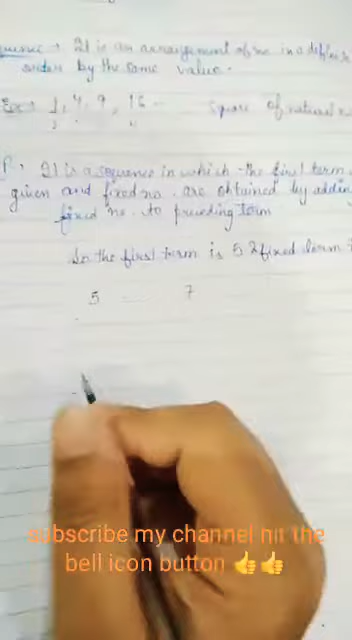 It is an arrangement of no. in a definite
order by the same value.
Ex: 1, 4, 9, 16 - Square of natural
P. It is a sequence in which the first term
given and fixed no. are obtained by adding
fixed no. to preceding term
So the first term is 5 & fixed term
5 7
subscribe my channel hit the
bell icon button 👍👍